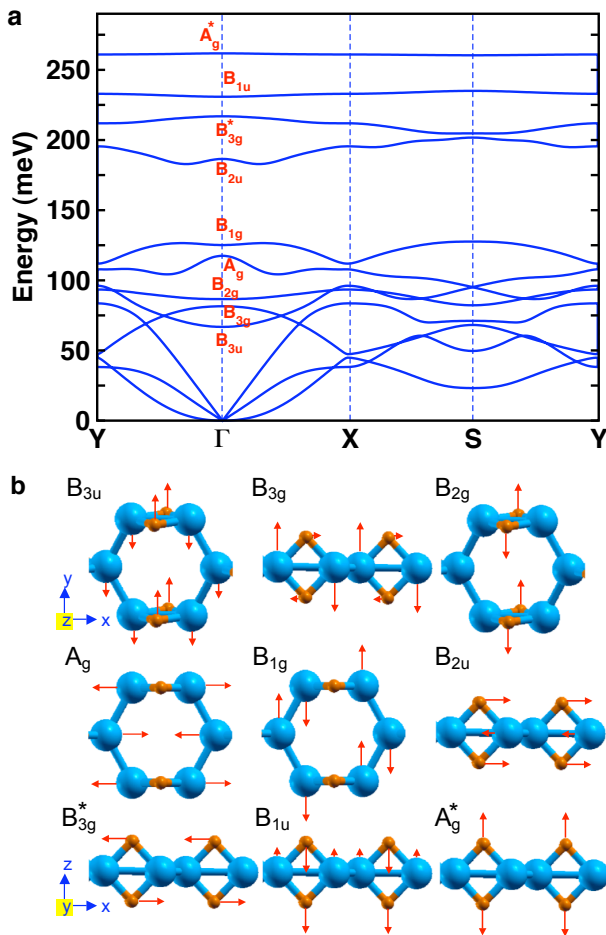 a
A*g
B1u
B*3g
B2u
B1g
Ag
B2g
B3g
B3u
Energy (meV)
250
200
150
100
50
0
Y Γ X S Y
b
B3u B3g B2g
y
z x
Ag B1g B2u
B*3g B1u A*g
z
y x